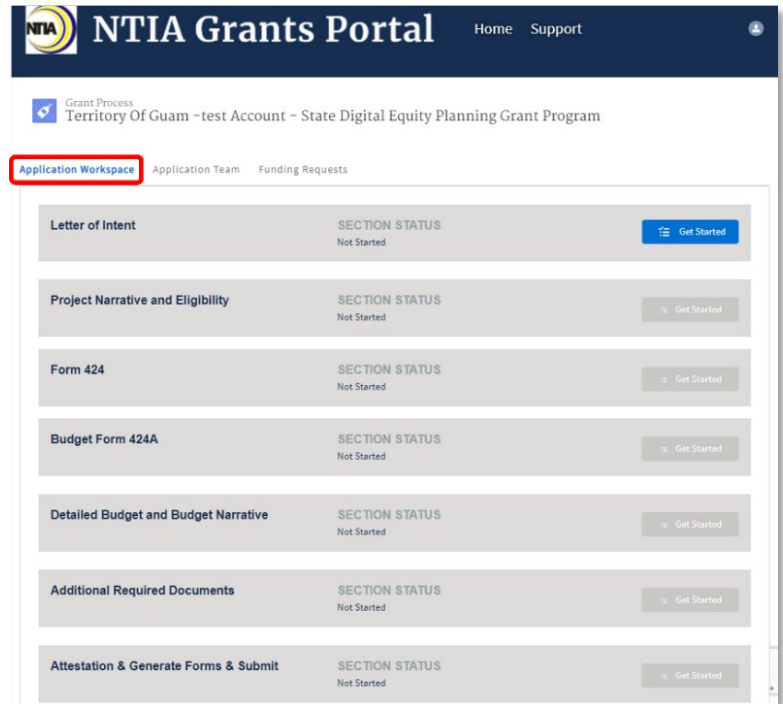 NTIA NTIA Grants Portal Home Support
Grant Process
Territory Of Guam -test Account - State Digital Equity Planning Grant Program
Application Workspace Application Team Funding Requests
Letter of Intent SECTION STATUS Get Started
Not Started
Project Narrative and Eligibility SECTION STATUS Get Started
Not Started
Form 424 SECTION STATUS Get Started
Not Started
Budget Form 424A SECTION STATUS Get Started
Not Started
Detailed Budget and Budget Narrative SECTION STATUS Get Started
Not Started
Additional Required Documents SECTION STATUS Get Started
Not Started
Attestation & Generate Forms & Submit SECTION STATUS Get Started
Not Started